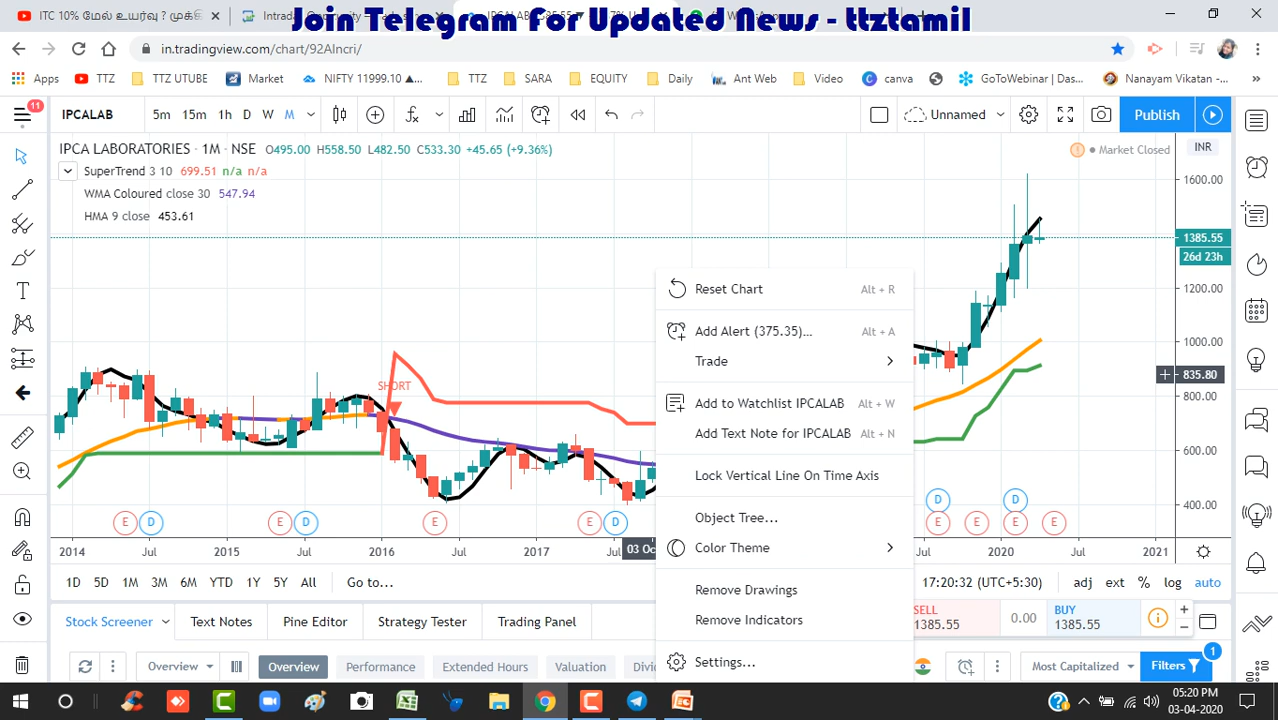 ITC 10% மேல் உயர்வு ? முகக்
Join Telegram For Updated News - ttztamil
in.tradingview.com/chart/92AIncri/
Apps
TTZ
TTZ UTUBE
Market
NIFTY 11999.10 ▲...
TTZ
SARA
EQUITY
Daily
Ant Web
Video
canva
GoToWebinar | Das...
Nanayam Vikatan -...
»
11
IPCALAB
5m 15m 1h D W M
Unnamed
Publish
IPCA LABORATORIES · 1M · NSE O495.00 H558.50 L482.50 C533.30 +45.65 (+9.36%)
Market Closed
INR
SuperTrend 3 10 699.51 n/a n/a
WMA Coloured close 30 547.94
HMA 9 close 453.61
1600.00
1385.55
26d 23h
1200.00
1000.00
835.80
800.00
600.00
400.00
SHORT
Reset Chart Alt + R
Add Alert (375.35)... Alt + A
Trade
Add to Watchlist IPCALAB Alt + W
Add Text Note for IPCALAB Alt + N
Lock Vertical Line On Time Axis
Object Tree...
Color Theme
Remove Drawings
Remove Indicators
Settings...
D D
E D E D E E D E E E E
2014 Jul 2015 Jul 2016 Jul 2017 Jul 03 Oc Jul 2020 Jul 2021
1D 5D 1M 3M 6M YTD 1Y 5Y All Go to...
17:20:32 (UTC+5:30) adj ext % log auto
SELL
1385.55
0.00
BUY
1385.55
Stock Screener Text Notes Pine Editor Strategy Tester Trading Panel
Overview Overview Performance Extended Hours Valuation Divi
Most Capitalized
Filters
1
05:20 PM
03-04-2020